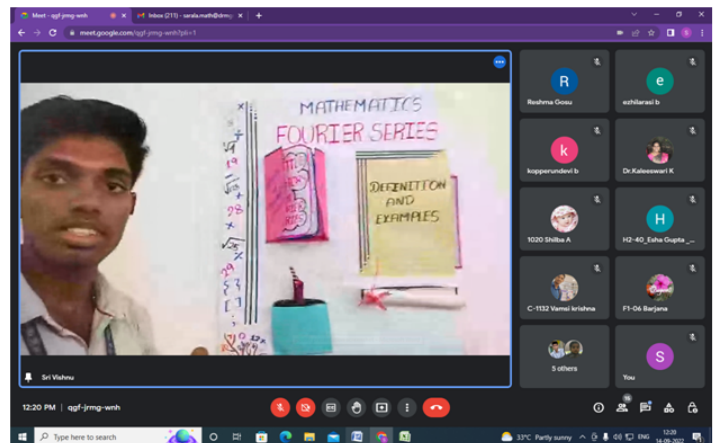 Meet - qgf-jrmg-wnh
Inbox (211) - sarala.math@drmg
meet.google.com/qgf-jrmg-wnh?pli=1
S
MATHEMATICS
FOURIER SERIES
DEFINITION
AND
EXAMPLES
Sri Vishnu
R
Reshma Gosu
e
ezhilarasi b
k
kopperundevi b
Dr.Kaleeswari K
1020 Shilba A
H
H2-40_Esha Gupta _...
C-1132 Vamsi krishna
F1-06 Barjana
5 others
S
You
12:20 PM | qgf-jrmg-wnh
15
Type here to search
33°C Partly sunny
ENG
12:20
14-09-2022